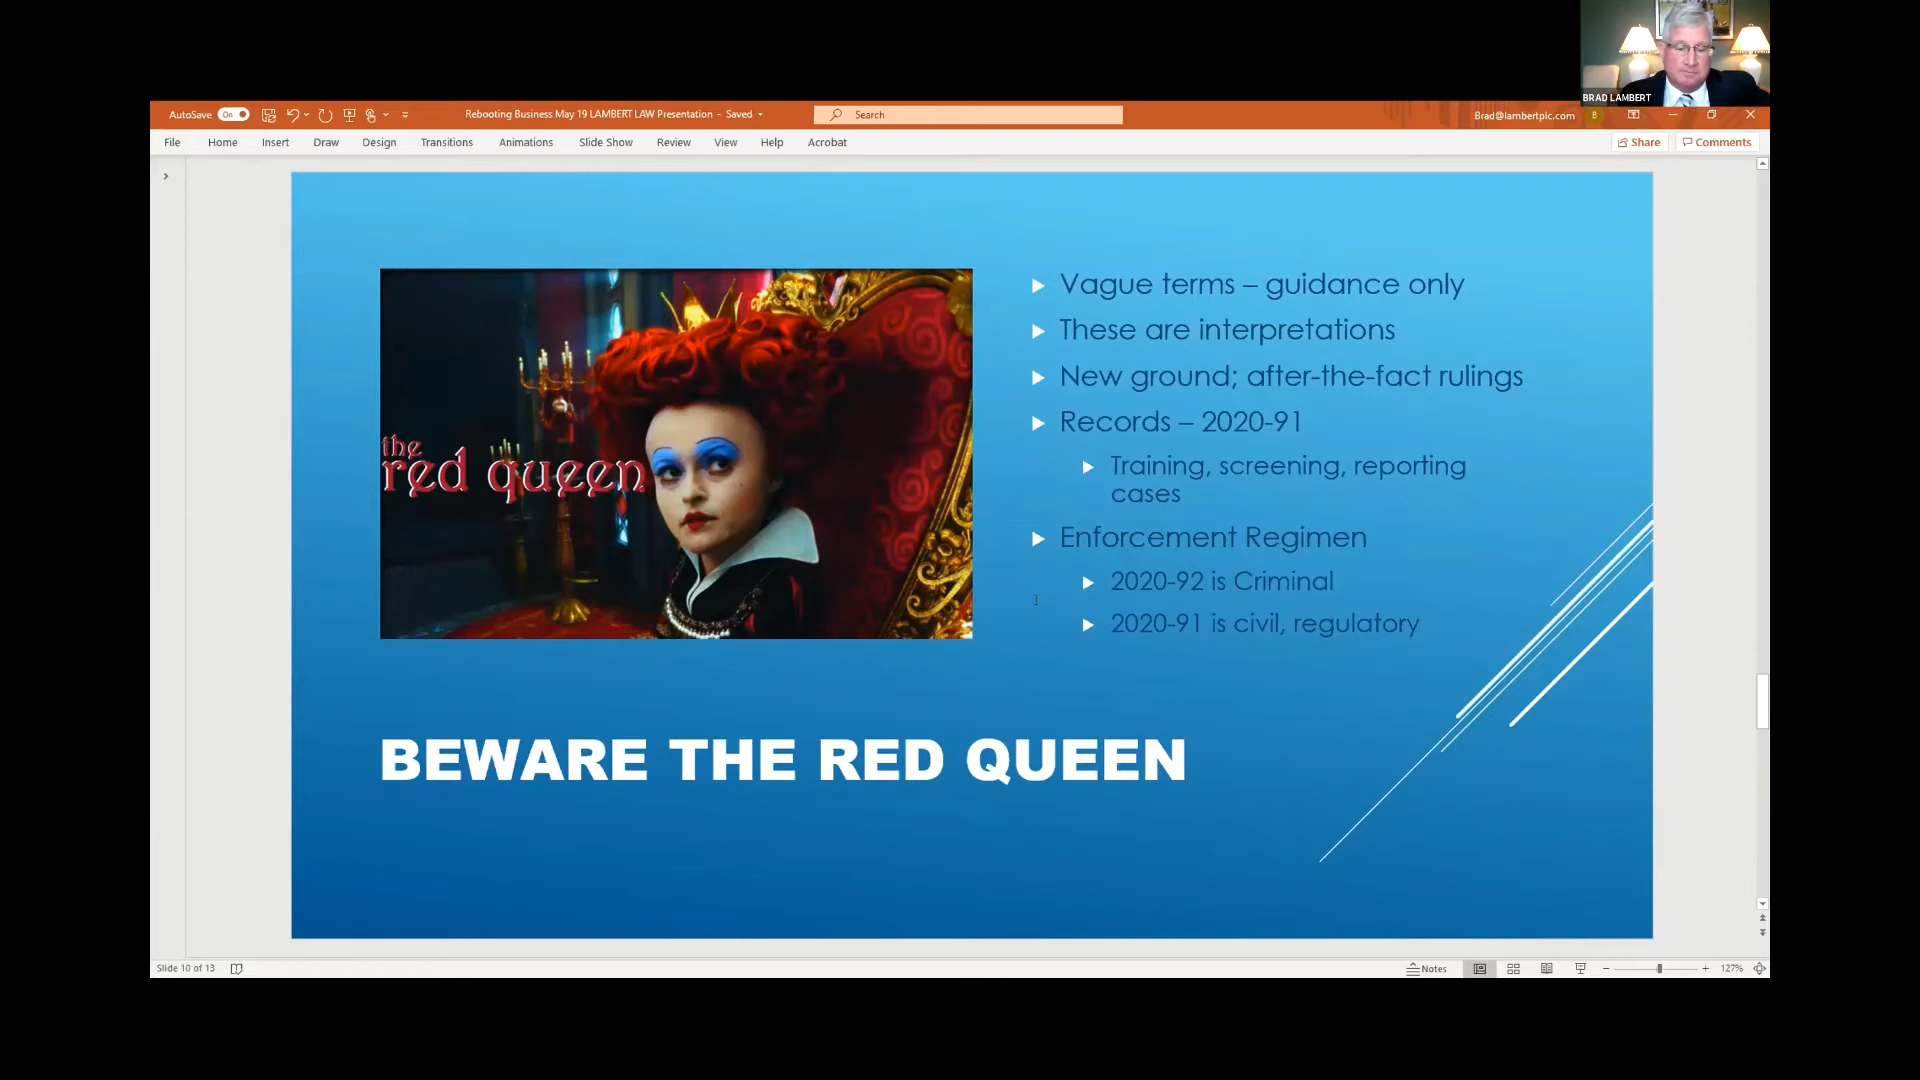 BRAD LAMBERT
AutoSave On Rebooting Business May 19 LAMBERT LAW Presentation - Saved Search Brad@lambertplc.com B
File Home Insert Draw Design Transitions Animations Slide Show Review View Help Acrobat Share Comments
the
red queen
Vague terms – guidance only
These are interpretations
New ground; after-the-fact rulings
Records – 2020-91
Training, screening, reporting
cases
Enforcement Regimen
2020-92 is Criminal
2020-91 is civil, regulatory
BEWARE THE RED QUEEN
Slide 10 of 13 Notes 127%